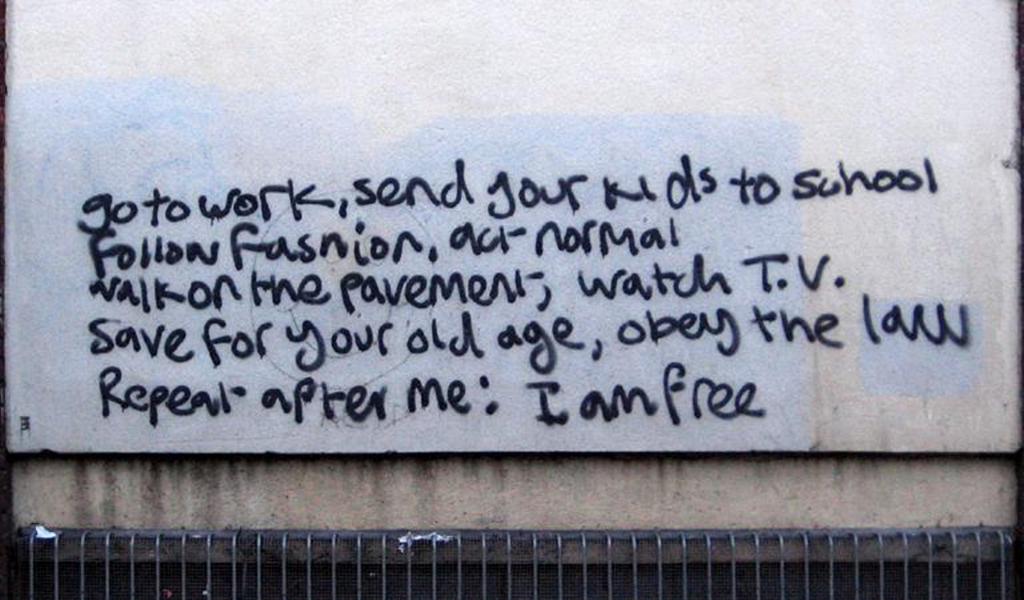 go to work, send your kids to school
follow fashion, act normal
walk on the pavement, watch T.V.
save for your old age, obey the law
Repeat after me: I am free